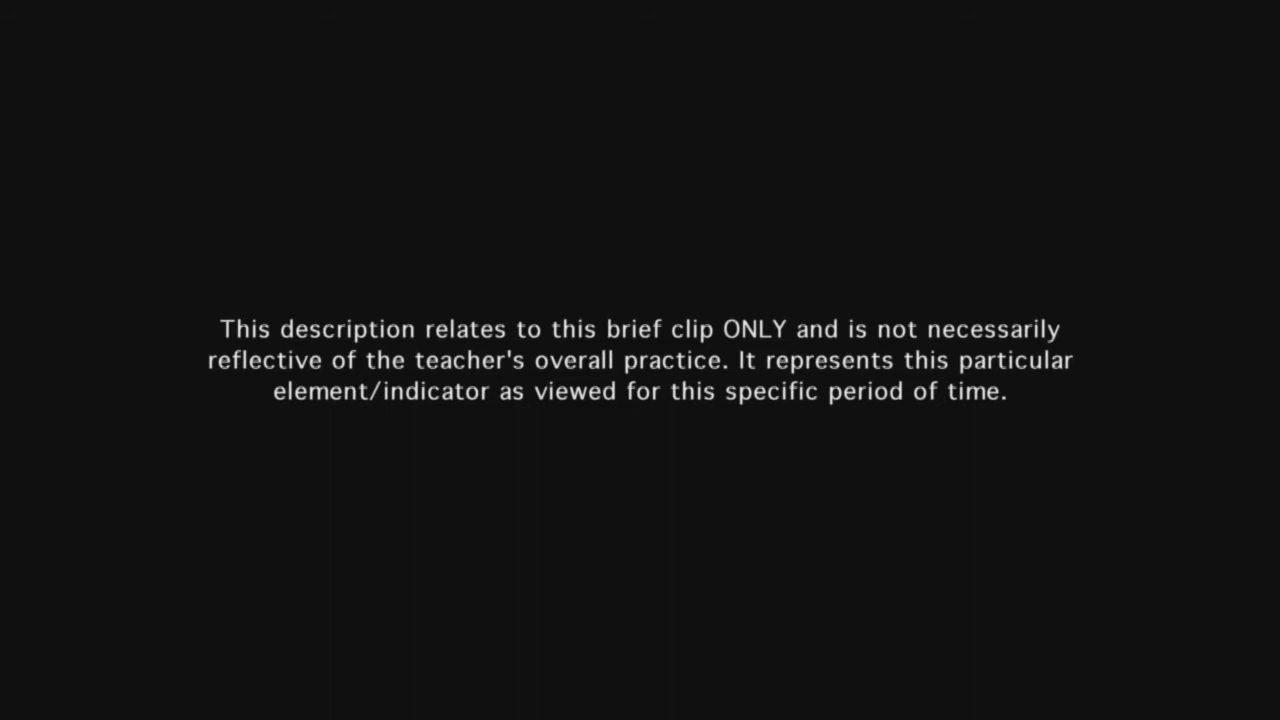 This description relates to this brief clip ONLY and is not necessarily
reflective of the teacher's overall practice. It represents this particular
element/indicator as viewed for this specific period of time.